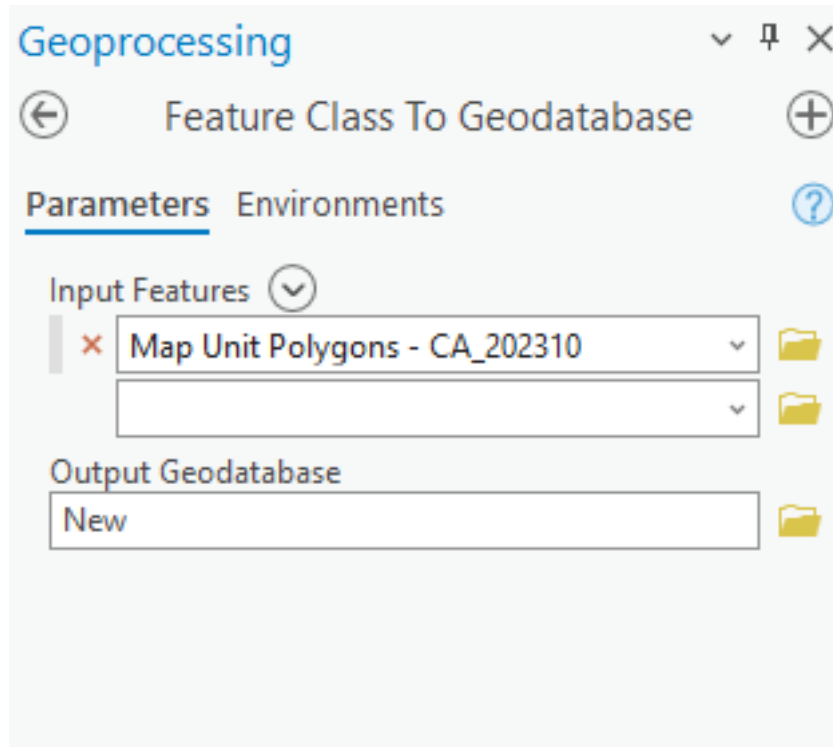 Geoprocessing
Feature Class To Geodatabase
Parameters Environments
Input Features
Map Unit Polygons - CA_202310
Output Geodatabase
New